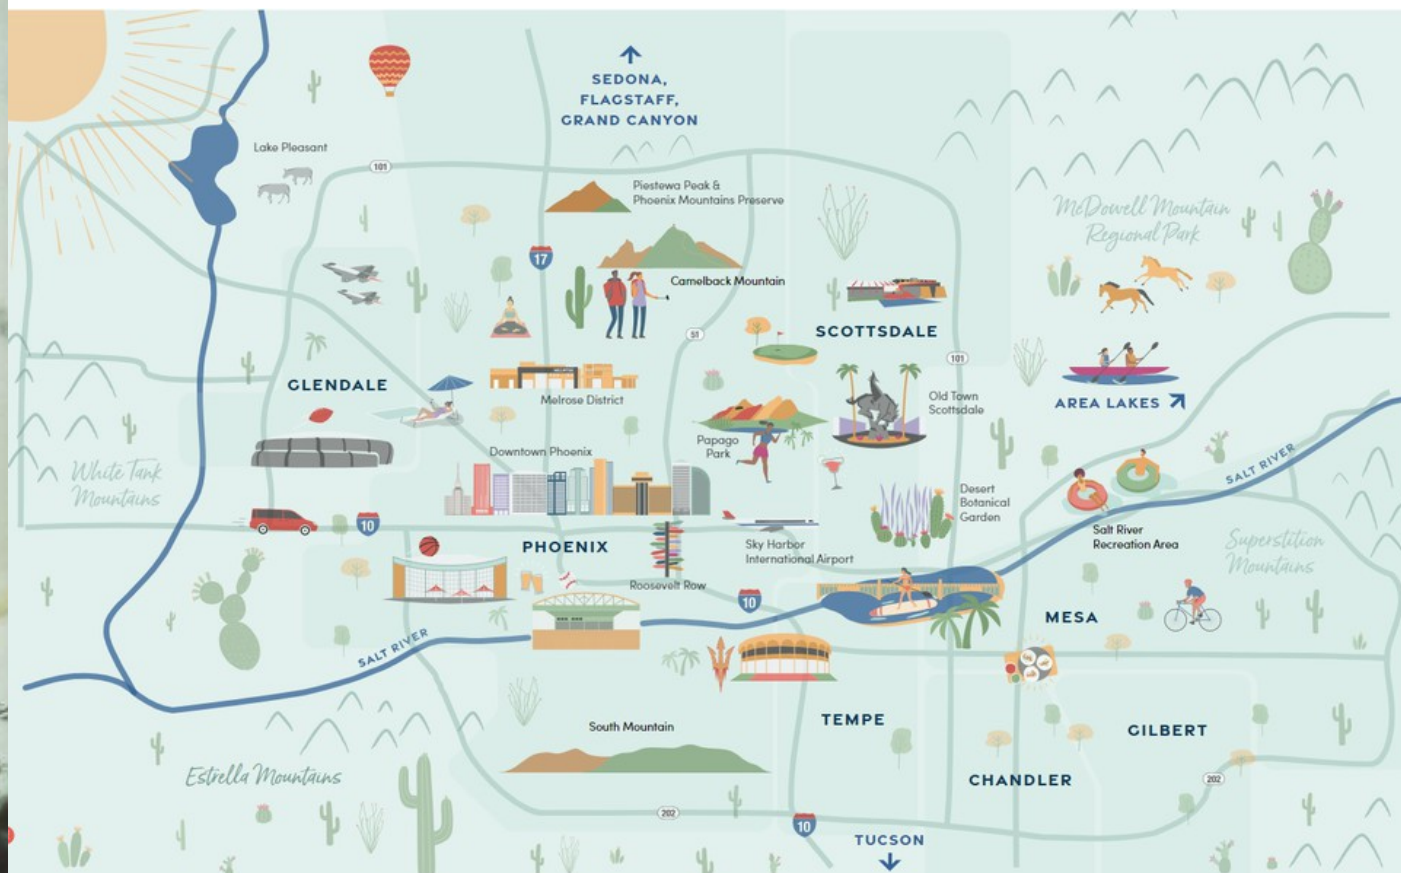 SEDONA,
FLAGSTAFF,
GRAND CANYON
Lake Pleasant
101
Piestewa Peak &
Phoenix Mountains Preserve
McDowell Mountain
Regional Park
17
Camelback Mountain
51
SCOTTSDALE
101
GLENDALE
Melrose District
Old Town
Scottsdale
AREA LAKES
Papago
Park
Downtown Phoenix
White Tank
Mountains
SALT RIVER
Desert
Botanical
Garden
10
PHOENIX
Sky Harbor
International Airport
Salt River
Recreation Area
Superstition
Mountains
Roosevelt Row
10
MESA
SALT RIVER
South Mountain
TEMPE
GILBERT
Estrella Mountains
CHANDLER
202
202
10
TUCSON